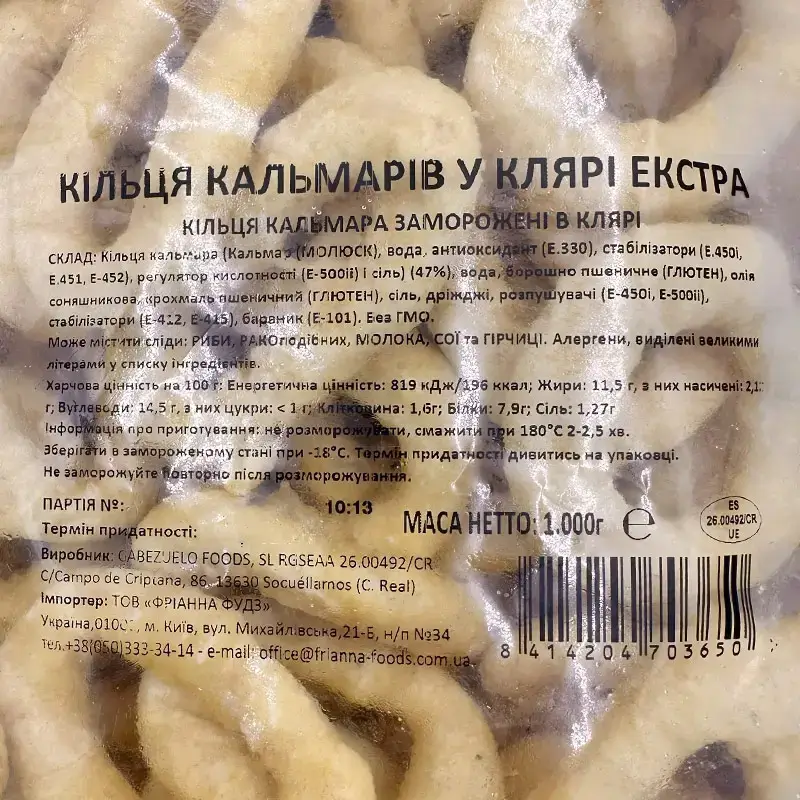 КІЛЬЦЯ КАЛЬМАРІВ У КЛЯРІ ЕКСТРА
КІЛЬЦЯ КАЛЬМАРА ЗАМОРОЖЕНІ В КЛЯРІ
СКЛАД: Кільця кальмара (Кальмар (МОЛЮСК), вода, антиоксидант (Е.330), стабілізатори (Е.450і,
Е.451, Е-452), регулятор кислотності (Е-500іі) і сіль) (47%), вода, борошно пшеничне (ГЛЮТЕН), олія
соняшникова, крохмаль пшеничний (ГЛЮТЕН), сіль, дріжджі, розпушувачі (Е-450і, Е-500іі),
стабілізатори (Е-412, Е-415), барвник (Е-101). Без ГМО.
Може містити сліди: РИБИ, РАКОподібних, МОЛОКА, СОЇ та ГІРЧИЦІ. Алергени, виділені великими
літерами у списку інгредієнтів.
Харчова цінність на 100 г: Енергетична цінність: 819 кДж/196 ккал; Жири: 11,5 г, з них насичені:
г; Вуглеводи: 14,5 г, з них цукри: < 1 г; Клітковина: 1,6г; Білки: 7,9г; Сіль: 1,27г
Інформація про приготування: не розморожувати, смажити при 180°С 2-2,5 хв.
Зберігати в замороженому стані при -18°С. Термін придатності дивитись на упаковці.
Не заморожуйте повторно після розморожування.
ПАРТІЯ №: 10:13
МАСА НЕТТО: 1.000г e
ES
26.00492/CR
UE
Термін придатності:
Виробник: CABEZUELO FOODS, SL RGSEAA 26.00492/CR
C/Campo de Criptana, 86, 13630 Socuéllamos (C. Real)
Імпортер: ТОВ «ФРІАННА ФУДЗ»
Україна, м. Київ, вул. Михайлівська,21-Б, н/п №34
тел.+38(050)333-34-14 - e-mail: office@frianna-foods.com.ua
8 414204 703650